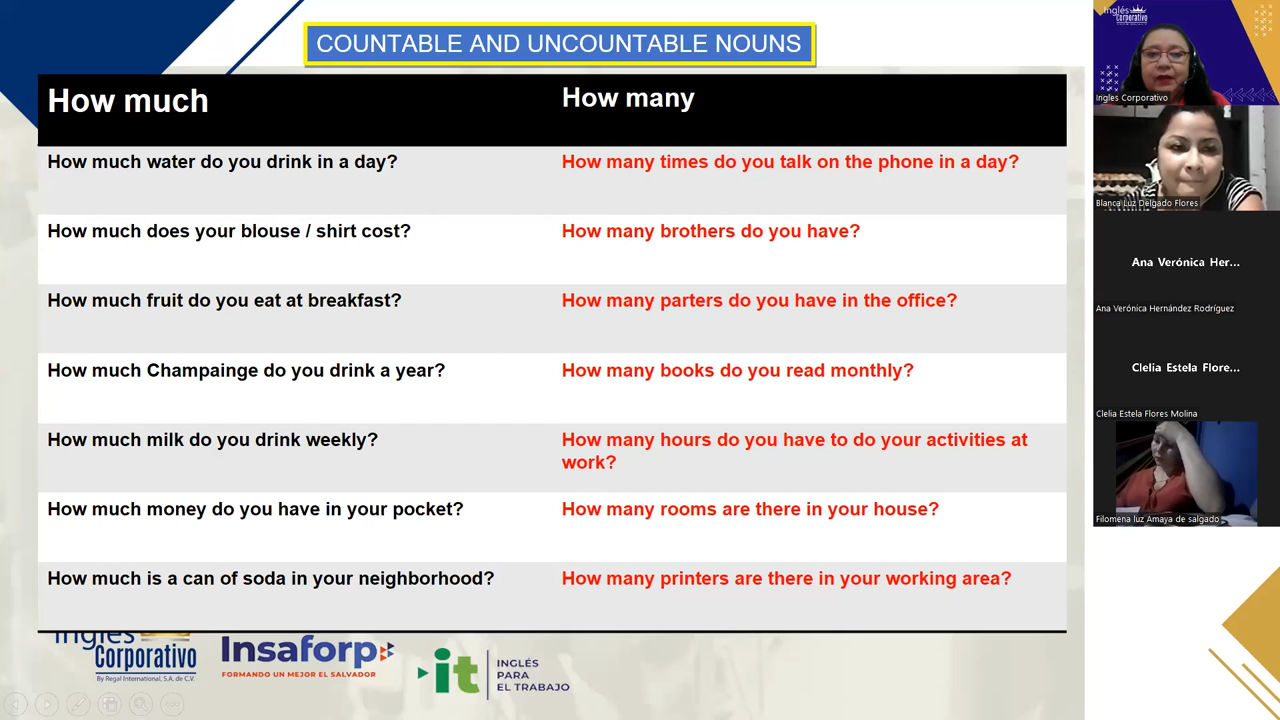 COUNTABLE AND UNCOUNTABLE NOUNS
How much
How many
How much water do you drink in a day?
How many times do you talk on the phone in a day?
How much does your blouse / shirt cost?
How many brothers do you have?
How much fruit do you eat at breakfast?
How many parters do you have in the office?
How much Champainge do you drink a year?
How many books do you read monthly?
How much milk do you drink weekly?
How many hours do you have to do your activities at
work?
How much money do you have in your pocket?
How many rooms are there in your house?
How much is a can of soda in your neighborhood?
How many printers are there in your working area?
Inglés
Corporativo
By Regal International, S.A. de C.V.
Insaforp
FORMANDO UN MEJOR EL SALVADOR
it
INGLÉS
PARA
EL TRABAJO
Inglés
Corporativo
Ingles Corporativo
Blanca Luz Delgado Flores
Ana Verónica Her...
Ana Verónica Hernández Rodríguez
Clelia Estela Flore...
Clelia Estela Flores Molina
Filomena luz Amaya de salgado